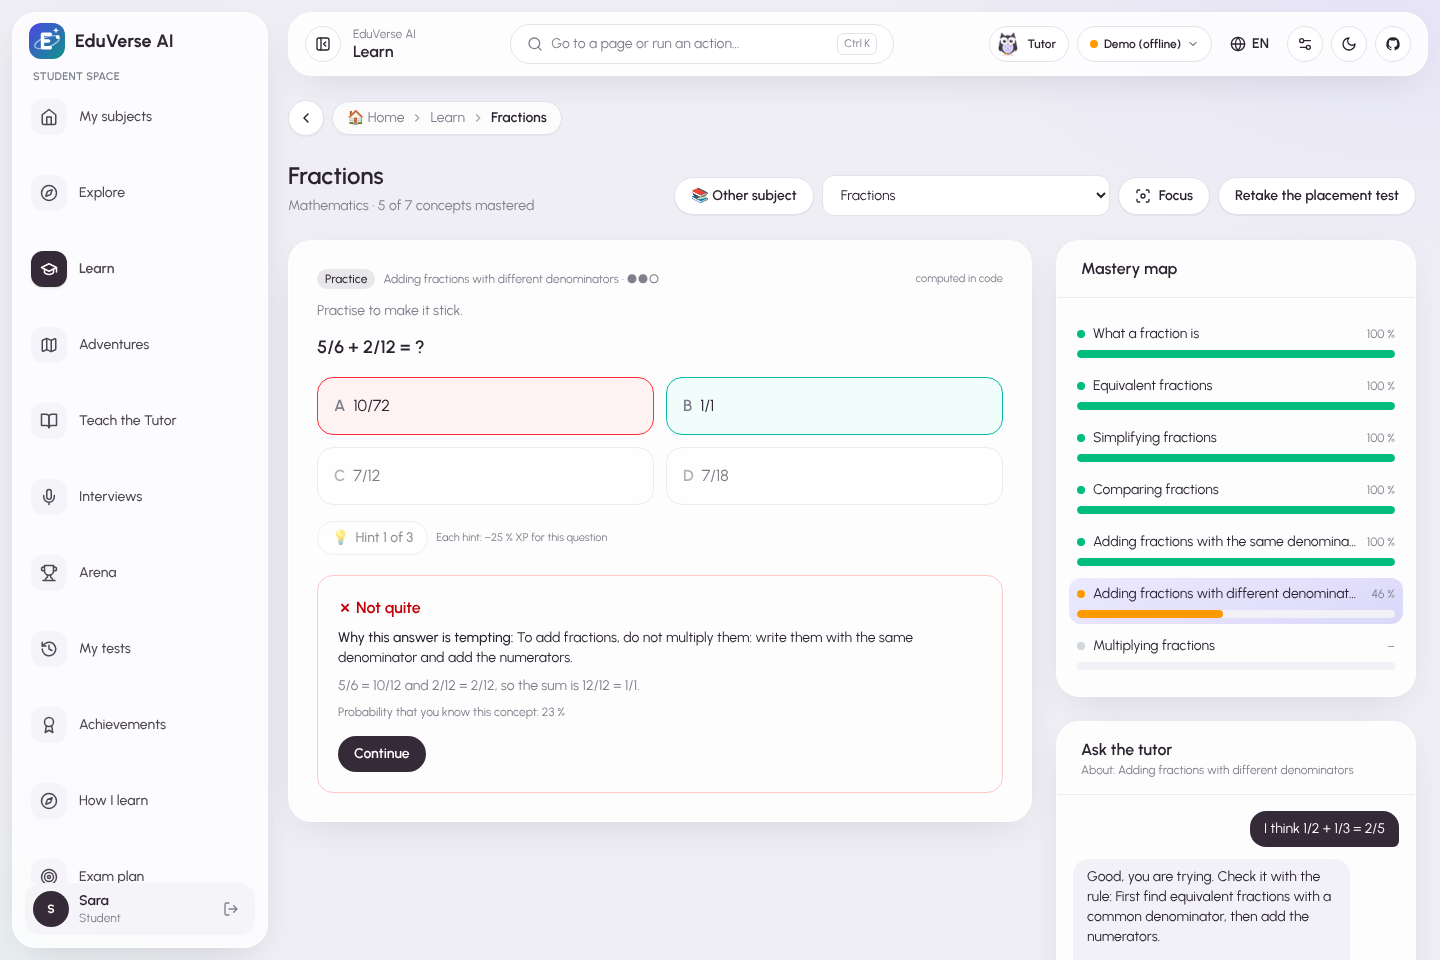 EduVerse AI
STUDENT SPACE
My subjects
Explore
Learn
Adventures
Teach the Tutor
Interviews
Arena
My tests
Achievements
How I learn
Exam plan
S
Sara
Student
EduVerse AI
Learn
Go to a page or run an action...
Ctrl K
Tutor
Demo (offline)
EN
Home
Learn
Fractions
Fractions
Mathematics · 5 of 7 concepts mastered
Other subject
Fractions
Focus
Retake the placement test
Practice
Adding fractions with different denominators · ●●○
computed in code
Practise to make it stick.
5/6 + 2/12 = ?
A 10/72
B 1/1
C 7/12
D 7/18
Hint 1 of 3
Each hint: −25 % XP for this question
× Not quite
Why this answer is tempting: To add fractions, do not multiply them: write them with the same
denominator and add the numerators.
5/6 = 10/12 and 2/12 = 2/12, so the sum is 12/12 = 1/1.
Probability that you know this concept: 23 %
Continue
Mastery map
What a fraction is 100 %
Equivalent fractions 100 %
Simplifying fractions 100 %
Comparing fractions 100 %
Adding fractions with the same denomina... 100 %
Adding fractions with different denominat... 46 %
Multiplying fractions –
Ask the tutor
About: Adding fractions with different denominators
I think 1/2 + 1/3 = 2/5
Good, you are trying. Check it with the
rule: First find equivalent fractions with a
common denominator, then add the
numerators.